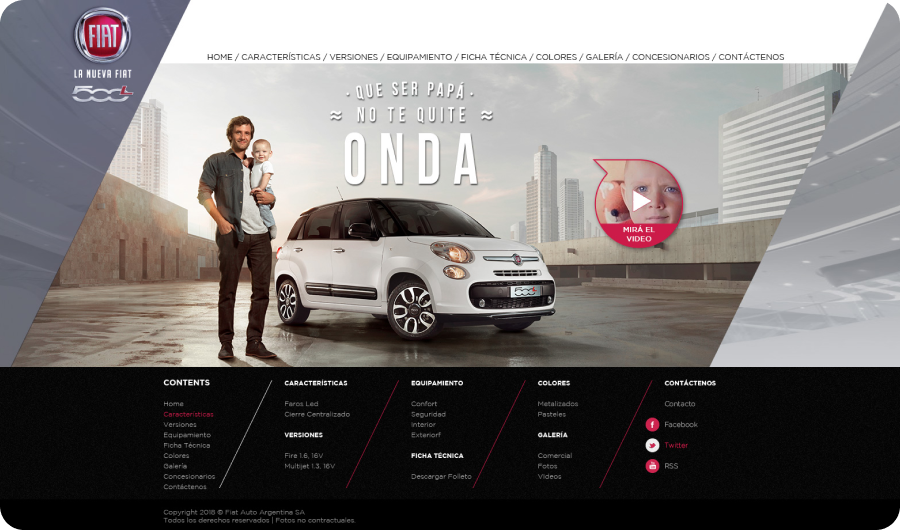 FIAT
LA NUEVA FIAT
500L
HOME / CARACTERÍSTICAS / VERSIONES / EQUIPAMIENTO / FICHA TÉCNICA / COLORES / GALERÍA / CONCESIONARIOS / CONTÁCTENOS
· QUE SER PAPÁ ·
≈ NO TE QUITE ≈
ONDA
MIRÁ EL
VIDEO
500L
CONTENTS
Home
Características
Versiones
Equipamiento
Ficha Técnica
Colores
Galería
Concesionarios
Contáctenos
CARACTERÍSTICAS
Faros Led
Cierre Centralizado
VERSIONES
Fire 1.6, 16V
Multijet 1.3, 16V
EQUIPAMIENTO
Confort
Seguridad
Interior
Exteriorf
FICHA TÉCNICA
Descargar Folleto
COLORES
Metalizados
Pasteles
GALERÍA
Comercial
Fotos
Videos
CONTÁCTENOS
Contacto
Facebook
Twitter
RSS
Copyright 2018 © Fiat Auto Argentina SA
Todos los derechos reservados | Fotos no contractuales.